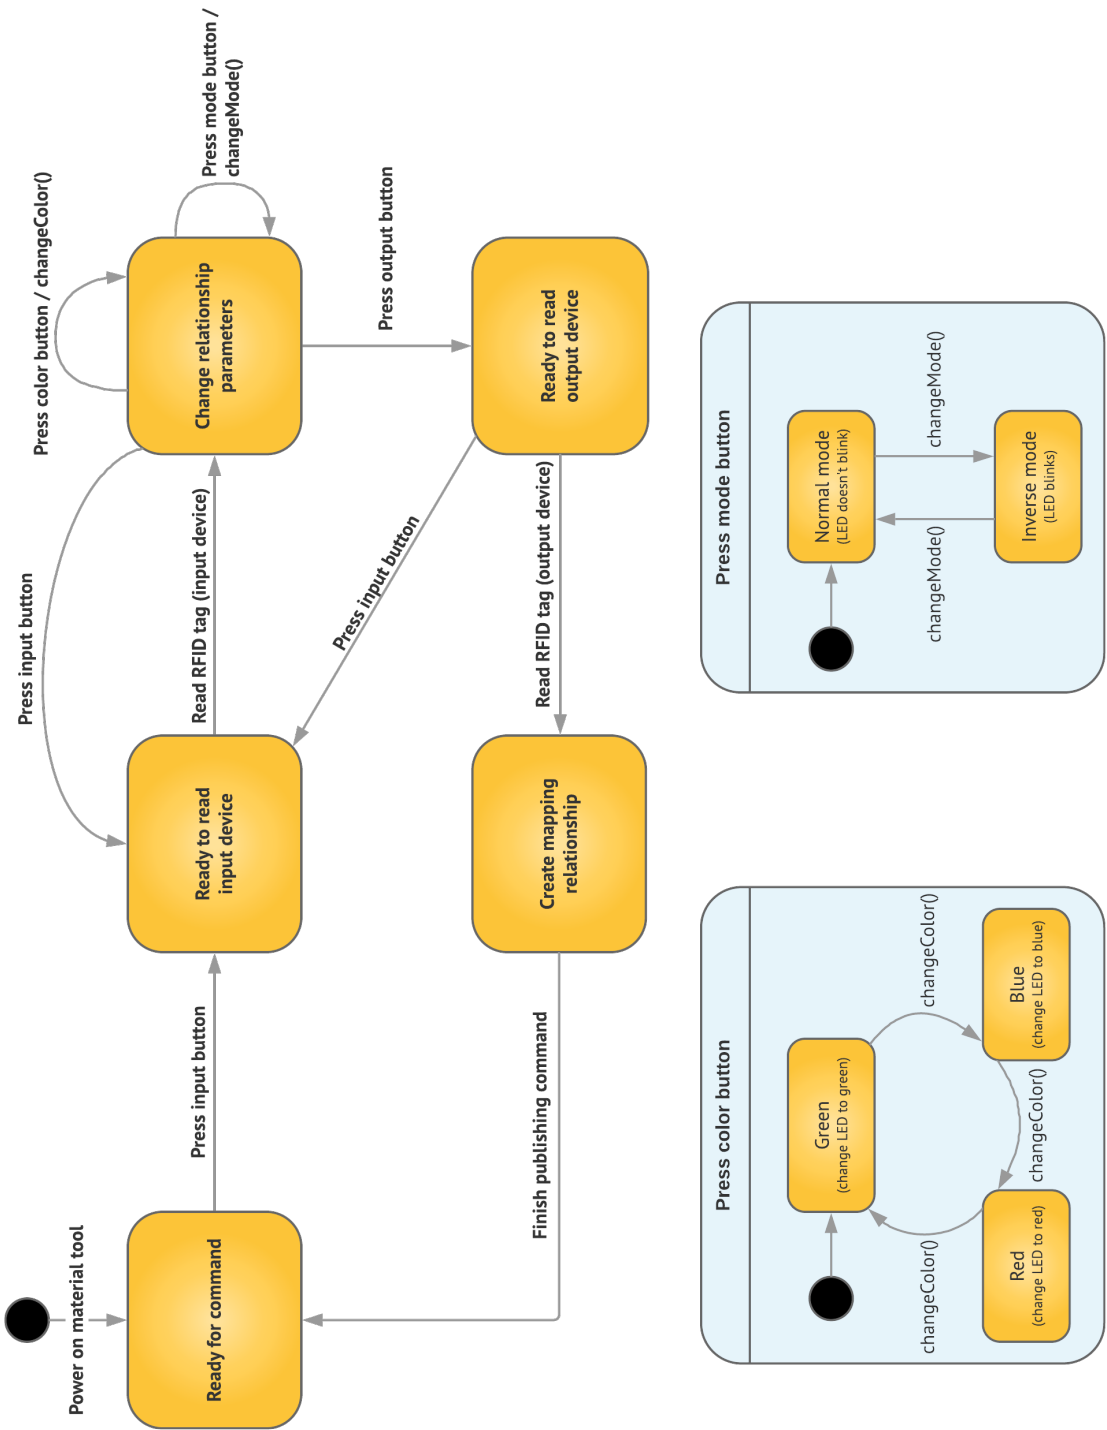 Power on material tool
Ready for command
Press input button
Ready to read
input device
Press input button
Read RFID tag (input device)
Change relationship
parameters
Press color button / changeColor()
Press mode button /
changeMode()
Press output button
Press input button
Ready to read
output device
Read RFID tag (output device)
Create mapping
relationship
Finish publishing command
Press color button
Green
(change LED to green)
changeColor()
changeColor()
Red
(change LED to red)
changeColor()
Blue
(change LED to blue)
Press mode button
Normal mode
(LED doesn't blink)
changeMode()
changeMode()
Inverse mode
(LED blinks)